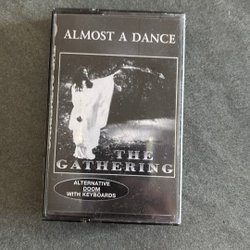 ALMOST A DANCE
THE
GATHERING
ALTERNATIVE
DOOM
WITH KEYBOARDS